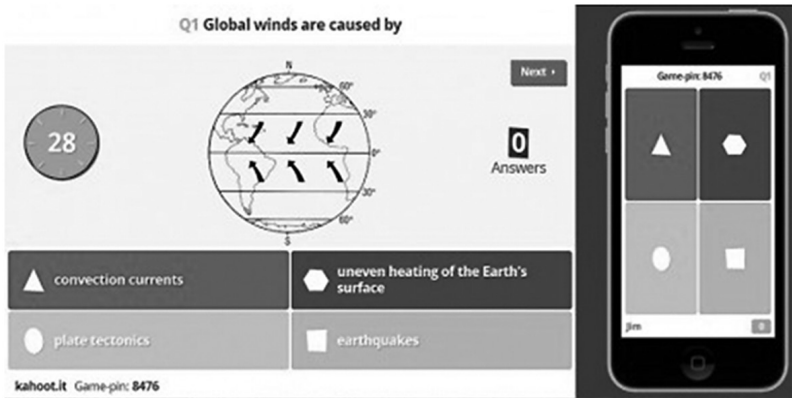 Q1 Global winds are caused by
Next ›
28
N
60°
30°
0°
30°
60°
S
0
Answers
convection currents
uneven heating of the Earth's
surface
plate tectonics
earthquakes
kahoot.it Game-pin: 8476
Game-pin: 8476 Q1
Jim 0